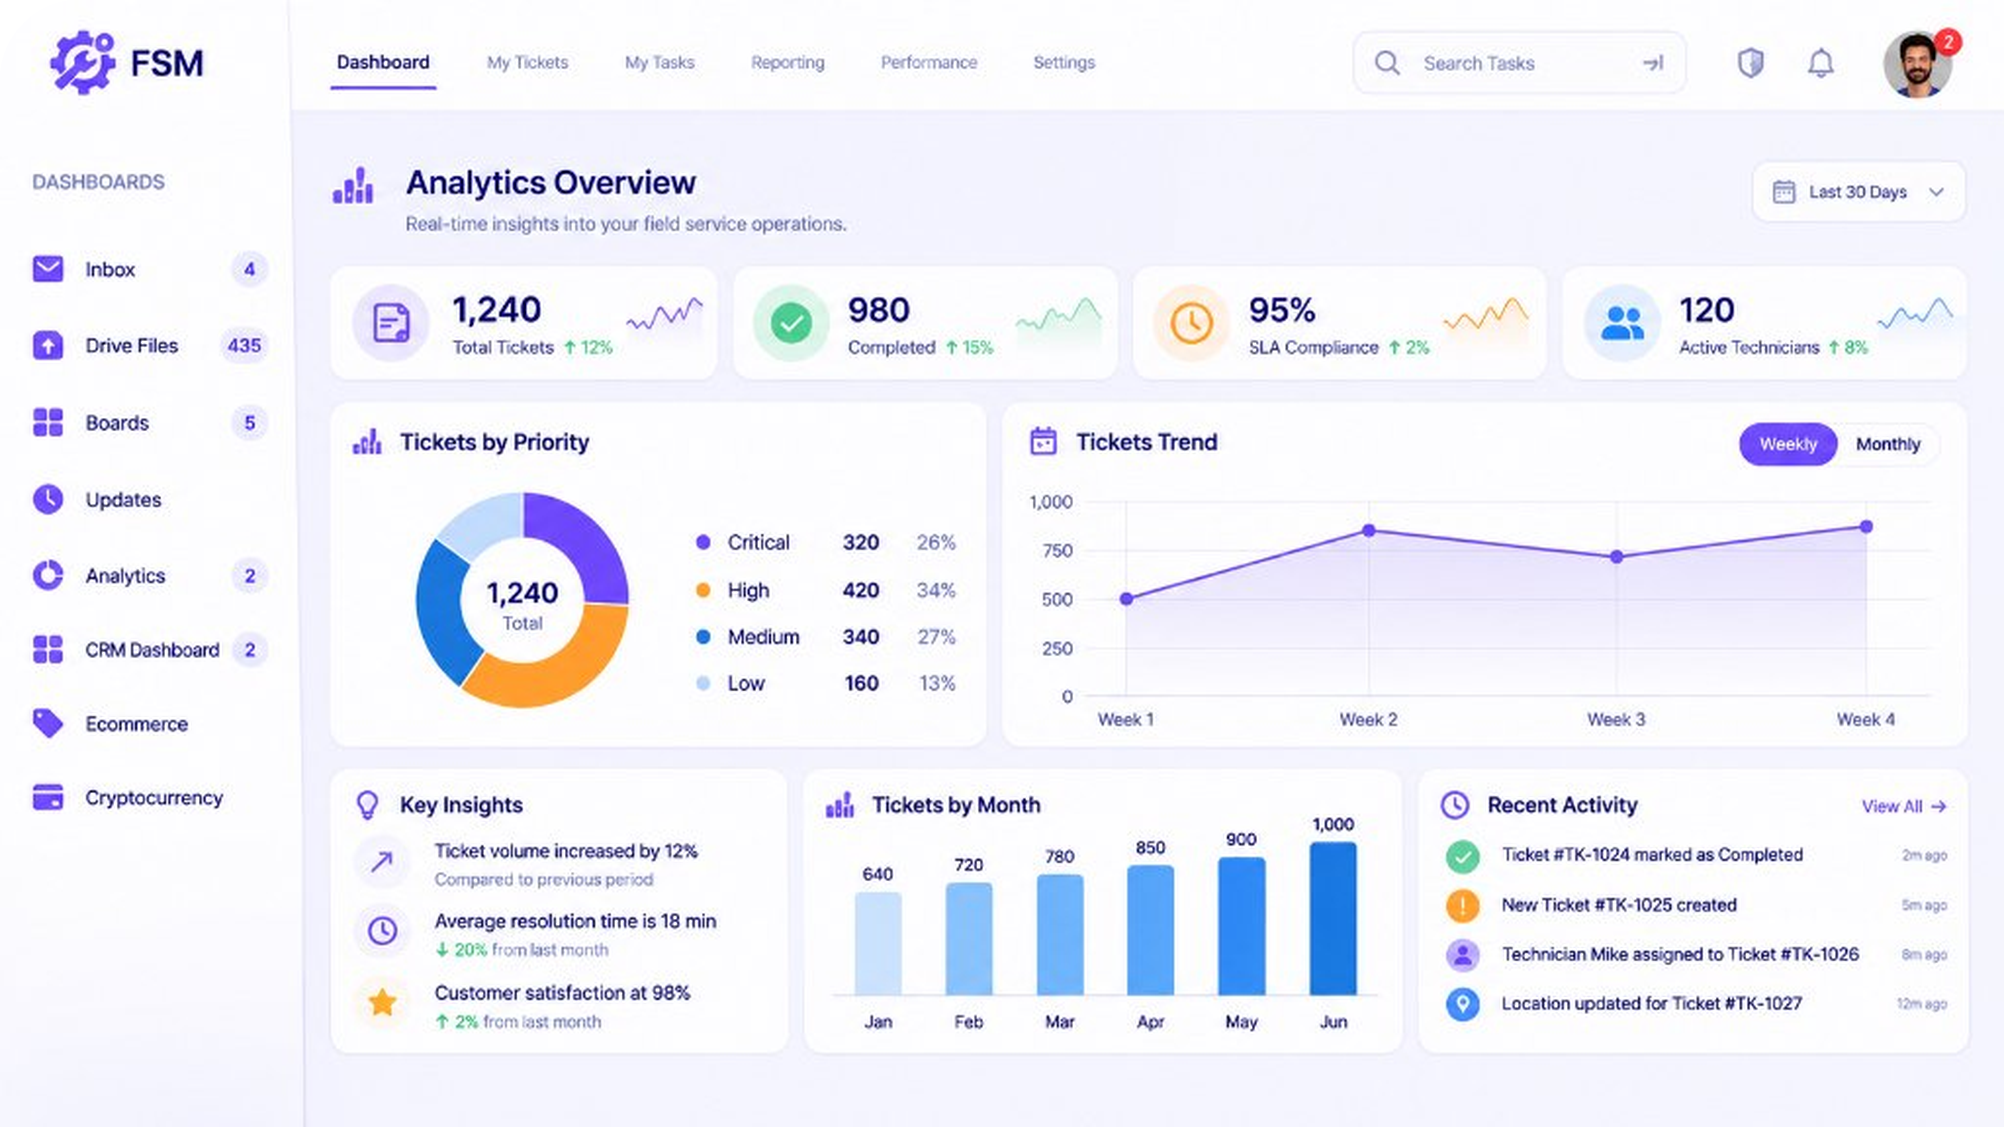 FSM
Dashboard
My Tickets
My Tasks
Reporting
Performance
Settings
Search Tasks
2
DASHBOARDS
Inbox 4
Drive Files 435
Boards 5
Updates
Analytics 2
CRM Dashboard 2
Ecommerce
Cryptocurrency
Analytics Overview
Real-time insights into your field service operations.
Last 30 Days
1,240
Total Tickets ↑ 12%
980
Completed ↑ 15%
95%
SLA Compliance ↑ 2%
120
Active Technicians ↑ 8%
Tickets by Priority
1,240
Total
Critical 320 26%
High 420 34%
Medium 340 27%
Low 160 13%
Tickets Trend
Weekly
Monthly
1,000
750
500
250
0
Week 1
Week 2
Week 3
Week 4
Key Insights
Ticket volume increased by 12%
Compared to previous period
Average resolution time is 18 min
↓ 20% from last month
Customer satisfaction at 98%
↑ 2% from last month
Tickets by Month
640
720
780
850
900
1,000
Jan
Feb
Mar
Apr
May
Jun
Recent Activity
View All →
Ticket #TK-1024 marked as Completed 2m ago
New Ticket #TK-1025 created 5m ago
Technician Mike assigned to Ticket #TK-1026 8m ago
Location updated for Ticket #TK-1027 12m ago